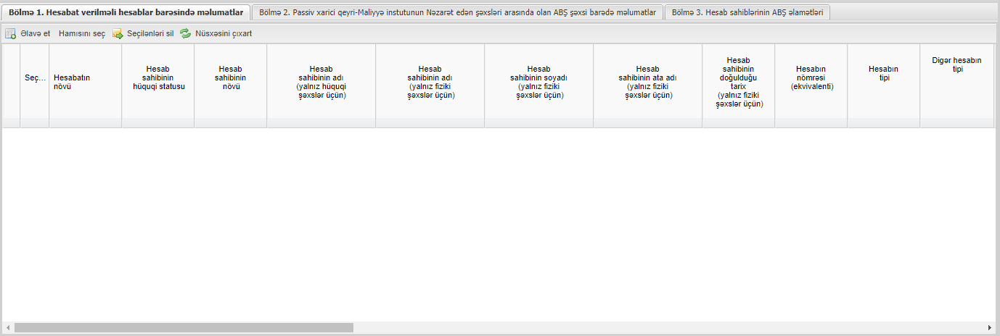 Bölmə 1. Hesabat verilməli hesablar barəsində məlumatlar
Bölmə 2. Passiv xarici qeyri-Maliyyə instutunun Nəzarət edən şəxsləri arasında olan ABŞ şəxsi barədə məlumatlar
Bölmə 3. Hesab sahiblərinin ABŞ əlamətləri
Əlavə et
Hamısını seç
Seçilənləri sil
Nüsxəsini çıxart
Seç...
Hesabatın
növü
Hesab
sahibinin
hüquqi statusu
Hesab
sahibinin
növü
Hesab
sahibinin adı
(yalnız hüquqi
şəxslər üçün)
Hesab
sahibinin adı
(yalnız fiziki
şəxslər üçün)
Hesab
sahibinin soyadı
(yalnız fiziki
şəxslər üçün)
Hesab
sahibinin ata adı
(yalnız fiziki
şəxslər üçün)
Hesab
sahibinin
doğulduğu
tarix
(yalnız fiziki
şəxslər üçün)
Hesabın
nömrəsi
(ekvivalenti)
Hesabın
tipi
Digər hesabın
tipi